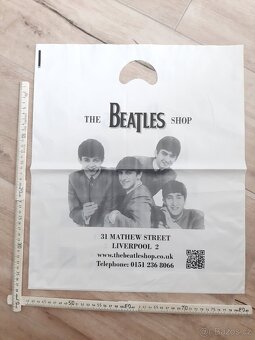 THE BEATLES SHOP
31 MATHEW STREET
LIVERPOOL 2
www.thebeatleshop.co.uk
Telephone: 0151 236 8066